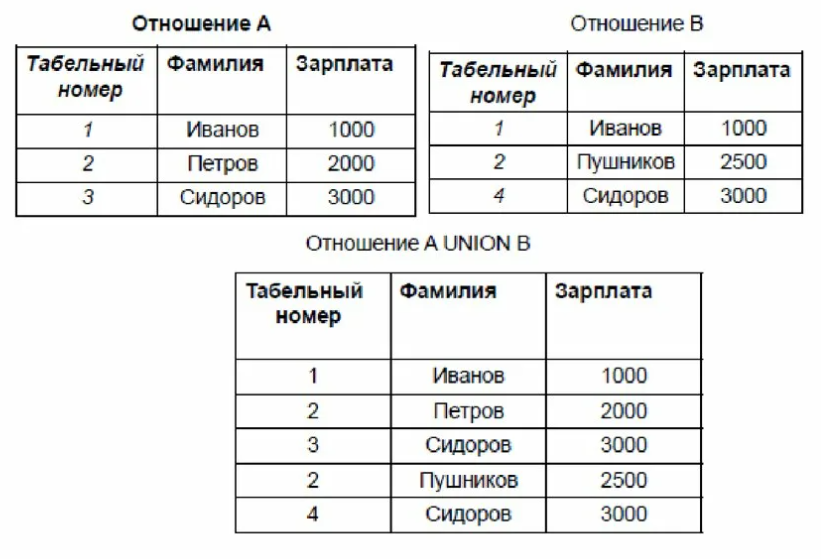 Отношение A
Табельный номер Фамилия Зарплата
1 Иванов 1000
2 Петров 2000
3 Сидоров 3000
Отношение B
Табельный номер Фамилия Зарплата
1 Иванов 1000
2 Пушников 2500
4 Сидоров 3000
Отношение A UNION B
Табельный номер Фамилия Зарплата
1 Иванов 1000
2 Петров 2000
3 Сидоров 3000
2 Пушников 2500
4 Сидоров 3000